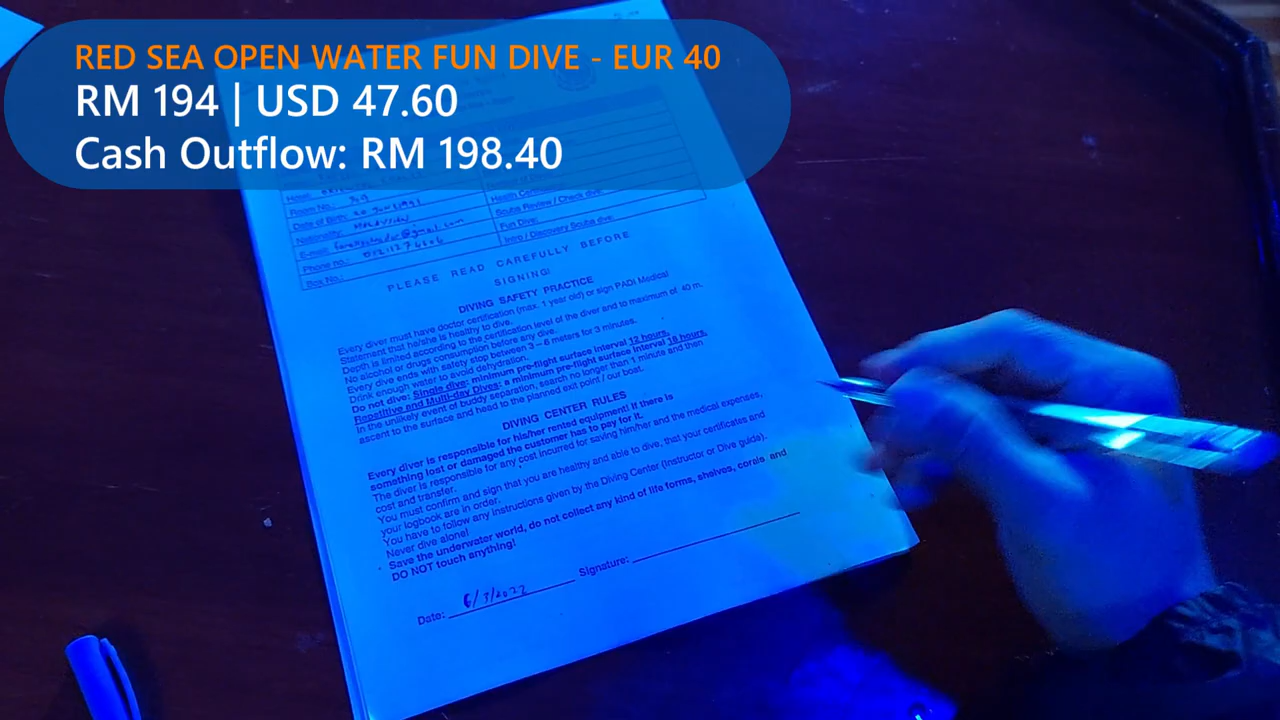 RED SEA OPEN WATER FUN DIVE - EUR 40
RM 194 | USD 47.60
Cash Outflow: RM 198.40
Hotel:
Room No.:
Health Certificate
Date of Birth:
Scuba Review / Check dive:
Nationality:
Fun Dive:
E-mail:
Intro / Discovery Scuba dive:
Phone no.:
Box No.:
PLEASE READ CAREFULLY BEFORE
SIGNING!
DIVING SAFETY PRACTICE
Every diver must have doctor certification (max. 1 year old) or sign PADI Medical
Statement that he/she is healthy to dive.
Depth is limited according to the certification level of the diver and to maximum of 40 m.
No alcohol or drugs consumption before any dive.
Every dive ends with safety stop between 3 – 6 meters for 3 minutes.
Drink enough water to avoid dehydration.
Do not dive: Single dive: minimum pre-flight surface interval 12 hours,
Repetitive and Multi-day Dives: a minimum pre-flight surface interval 18 hours.
In the unlikely event of buddy separation, search no longer than 1 minute and then
ascent to the surface and head to the planned exit point / our boat.
DIVING CENTER RULES
Every diver is responsible for his/her rented equipment! If there is
something lost or damaged the customer has to pay for it.
The diver is responsible for any cost incurred for saving him/her and the medical expenses,
cost and transfer.
You must confirm and sign that you are healthy and able to dive, that your certificates and
your logbook are in order.
You have to follow any instructions given by the Diving Center (Instructor or Dive guide).
Never dive alone!
Save the underwater world, do not collect any kind of life forms, shelves, corals and
DO NOT touch anything!
Date: 6/3/2022 Signature: